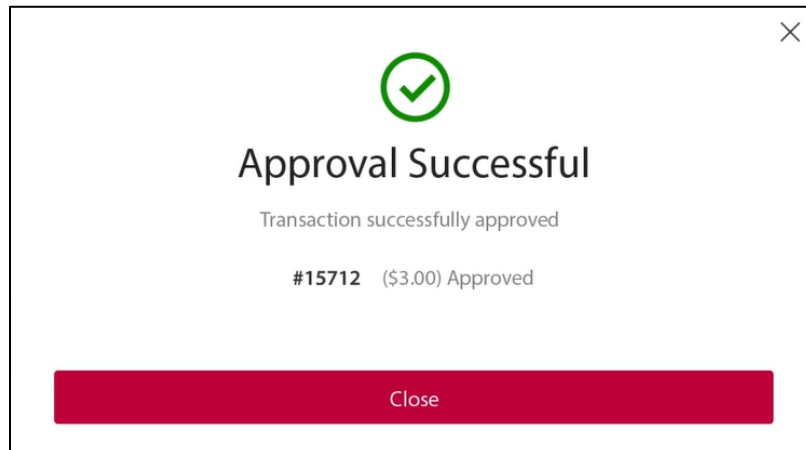 Approval Successful
Transaction successfully approved
#15712 ($3.00) Approved
Close